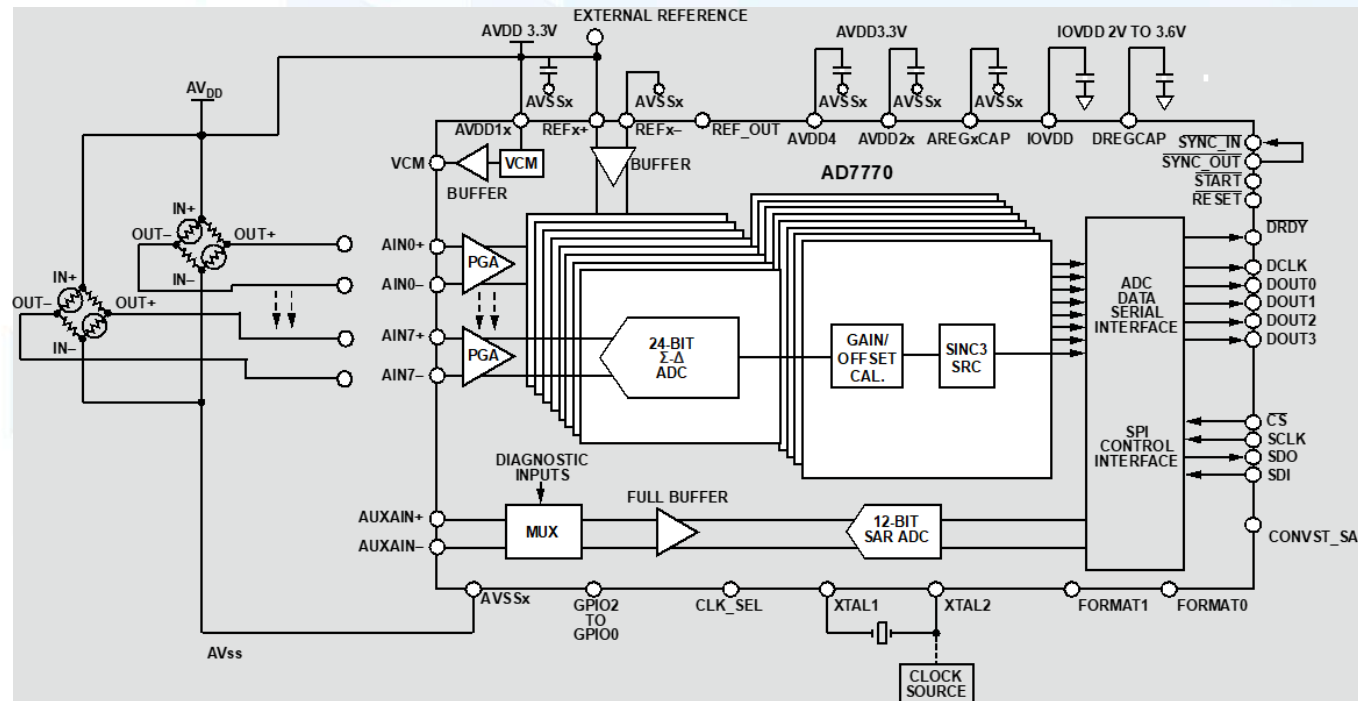 EXTERNAL REFERENCE
AVDD 3.3V
AVDD3.3V
IOVDD 2V TO 3.6V
AVDD
AVSSx
AVSSx
AVSSx
AVSSx
AVSSx
AVDD1x
REFx+
REFx–
REF_OUT
AVDD4
AVDD2x
AREGxCAP
IOVDD
DREGCAP
SYNC_IN
SYNC_OUT
START
RESET
VCM
VCM
BUFFER
BUFFER
AD7770
IN+
OUT–
OUT+
IN–
IN+
OUT–
OUT+
IN–
AIN0+
AIN0–
AIN7+
AIN7–
PGA
PGA
24-BIT
Σ-Δ
ADC
GAIN/
OFFSET
CAL.
SINC3
SRC
ADC
DATA
SERIAL
INTERFACE
SPI
CONTROL
INTERFACE
DRDY
DCLK
DOUT0
DOUT1
DOUT2
DOUT3
CS
SCLK
SDO
SDI
DIAGNOSTIC
INPUTS
FULL BUFFER
AUXAIN+
AUXAIN–
MUX
12-BIT
SAR ADC
CONVST_SA
AVSSx
GPIO2
TO
GPIO0
CLK_SEL
XTAL1
XTAL2
FORMAT1
FORMAT0
AVss
CLOCK
SOURCE